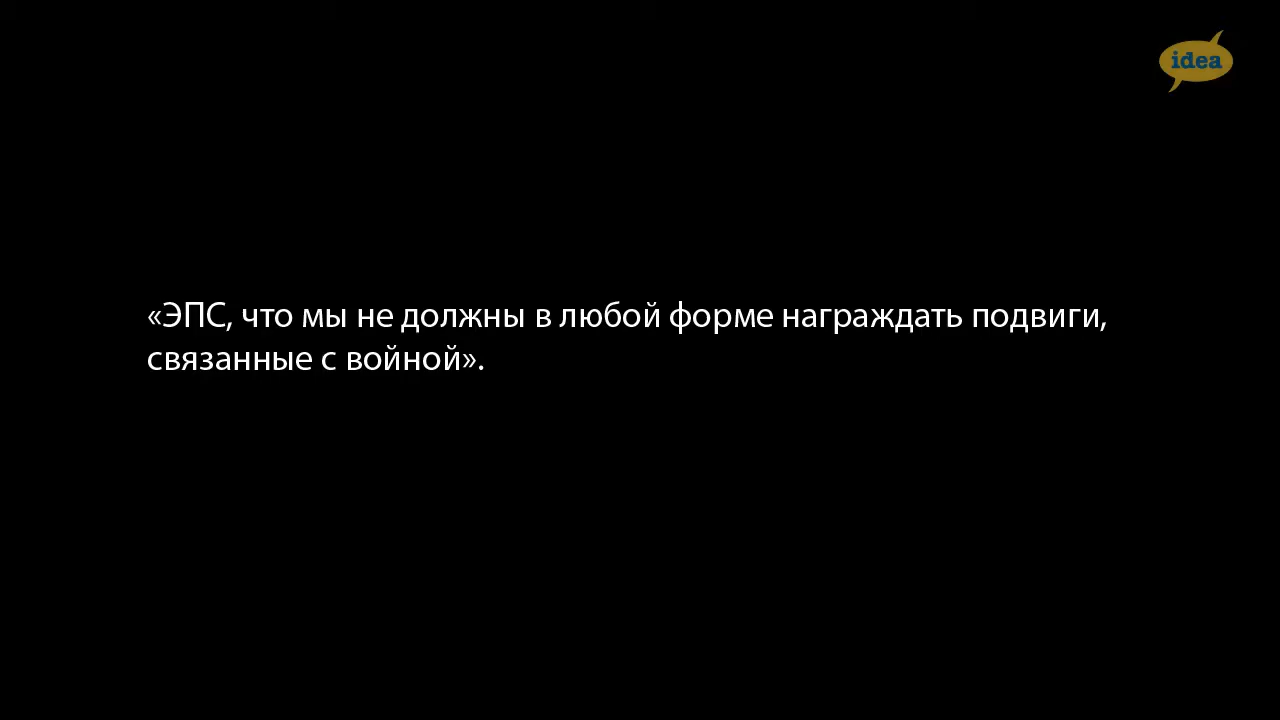 idea
«ЭПС, что мы не должны в любой форме награждать подвиги,
связанные с войной».